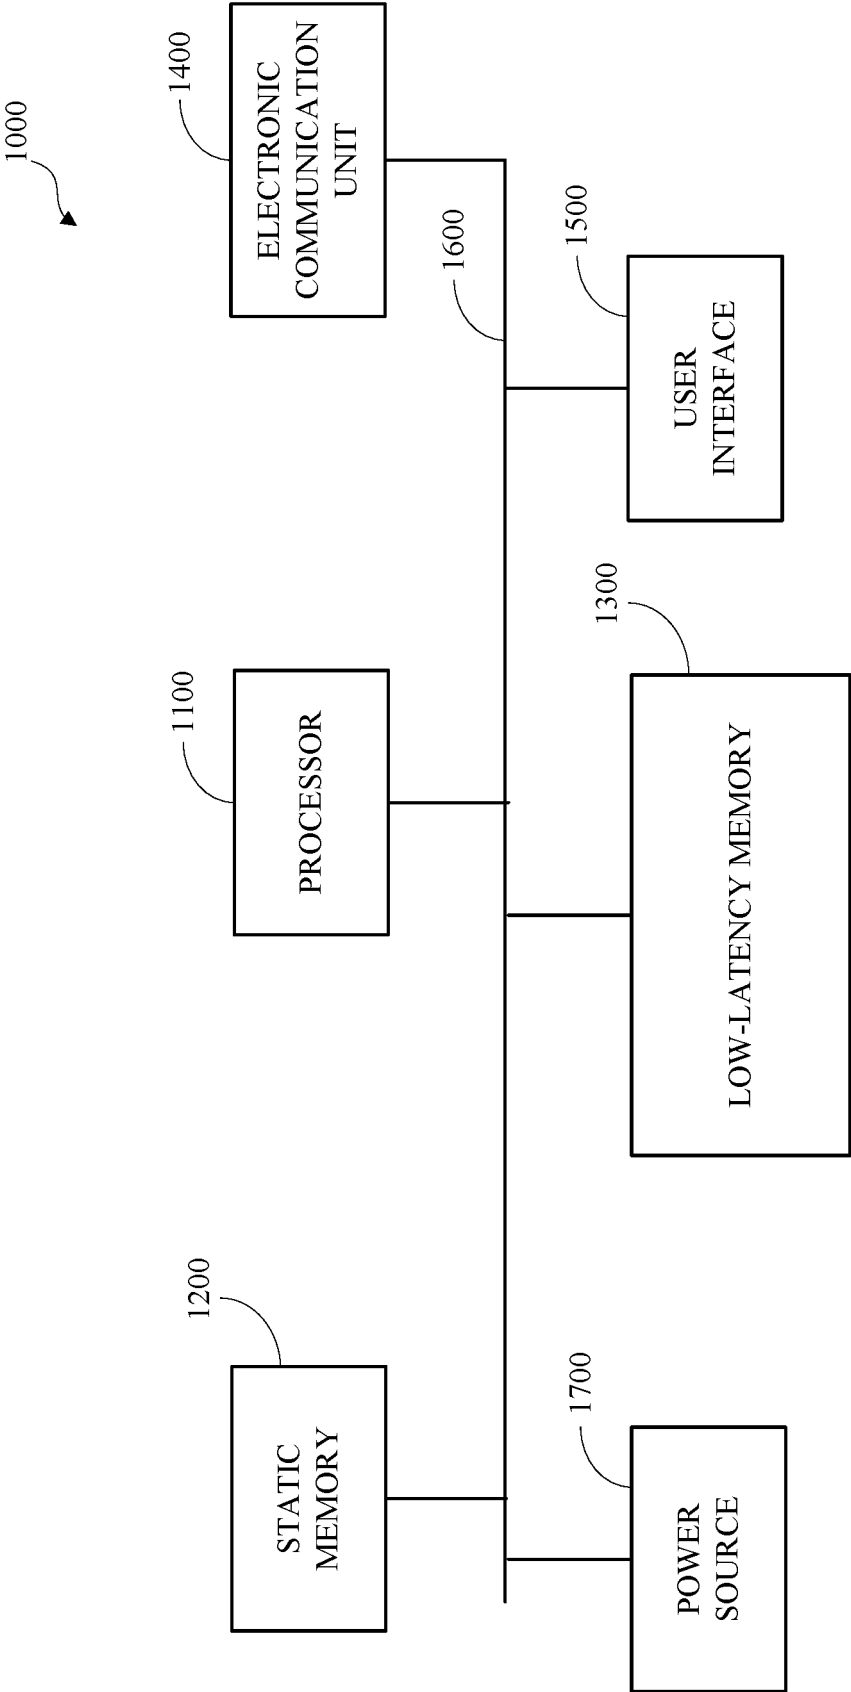 1000
1200
STATIC
MEMORY
1100
PROCESSOR
1400
ELECTRONIC
COMMUNICATION
UNIT
1600
1700
POWER
SOURCE
1300
LOW-LATENCY MEMORY
1500
USER
INTERFACE